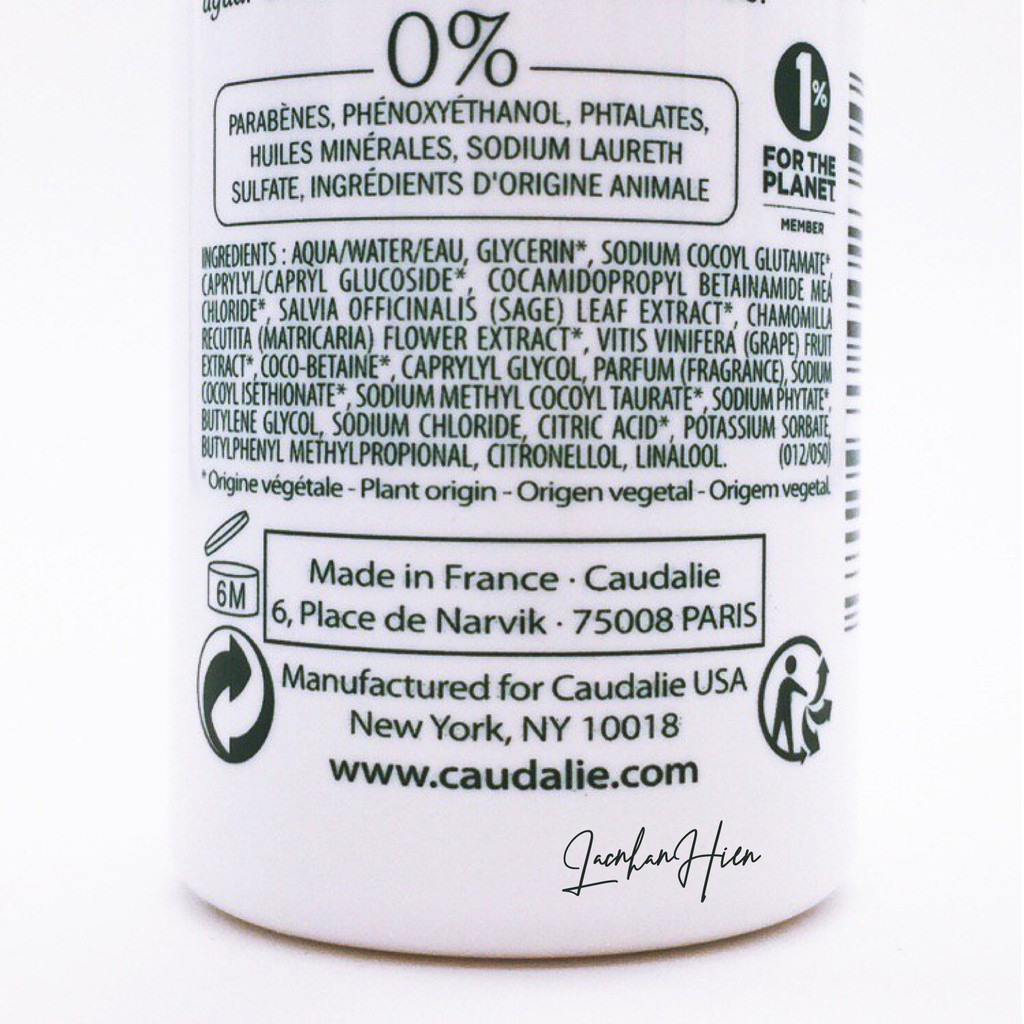 0%
PARABÈNES, PHÉNOXYÉTHANOL, PHTALATES,
HUILES MINÉRALES, SODIUM LAURETH
SULFATE, INGRÉDIENTS D'ORIGINE ANIMALE
1%
FOR THE
PLANET
MEMBER
INGREDIENTS : AQUA/WATER/EAU, GLYCERIN*, SODIUM COCOYL GLUTAMATE*,
CAPRYLYL/CAPRYL GLUCOSIDE*, COCAMIDOPROPYL BETAINAMIDE MEA
CHLORIDE*, SALVIA OFFICINALIS (SAGE) LEAF EXTRACT*, CHAMOMILLA
RECUTITA (MATRICARIA) FLOWER EXTRACT*, VITIS VINIFERA (GRAPE) FRUIT
EXTRACT*, COCO-BETAINE*, CAPRYLYL GLYCOL, PARFUM (FRAGRANCE), SODIUM
COCOYL ISETHIONATE*, SODIUM METHYL COCOYL TAURATE*, SODIUM PHYTATE*,
BUTYLENE GLYCOL, SODIUM CHLORIDE, CITRIC ACID*, POTASSIUM SORBATE,
BUTYLPHENYL METHYLPROPIONAL, CITRONELLOL, LINALOOL. (012/050)
*Origine végétale - Plant origin - Origen vegetal - Origem vegetal.
6M
Made in France · Caudalie
6, Place de Narvik · 75008 PARIS
Manufactured for Caudalie USA
New York, NY 10018
www.caudalie.com
LacnhanHien